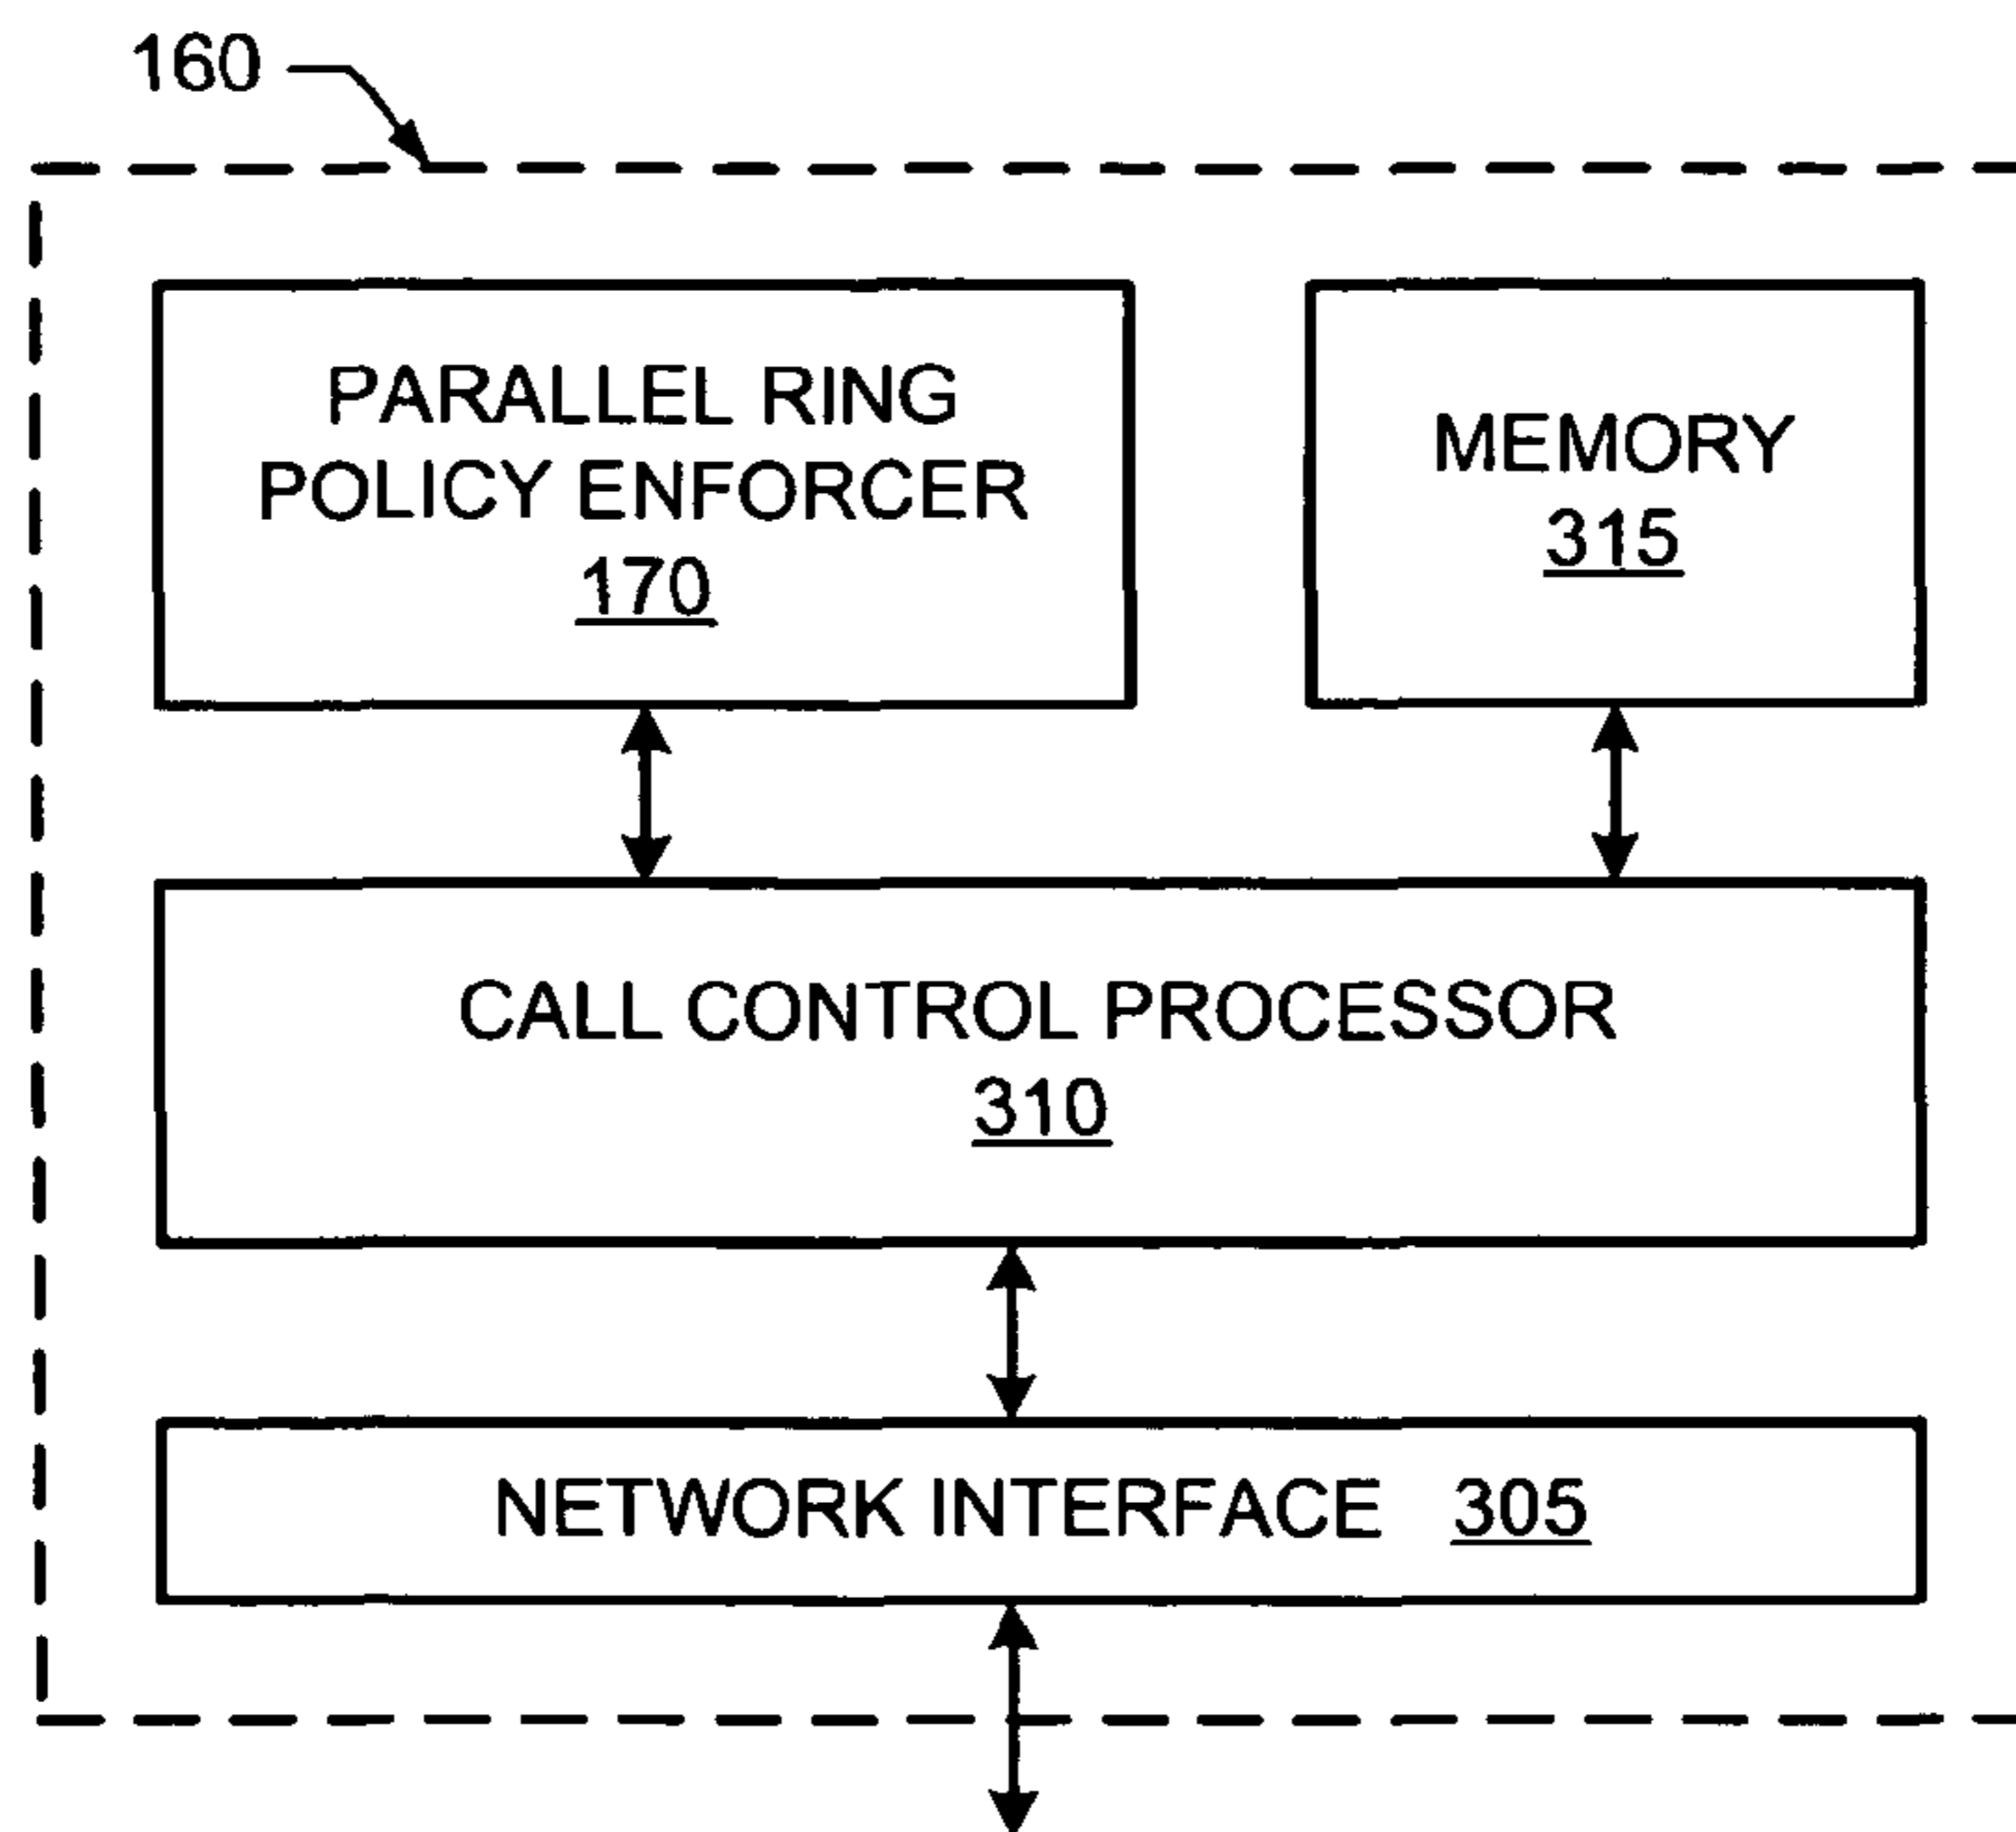 160
PARALLEL RING
POLICY ENFORCER
170
MEMORY
315
CALL CONTROL PROCESSOR
310
NETWORK INTERFACE 305